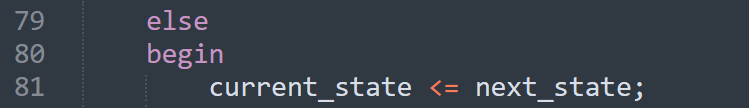 79 else
80 begin
81 current_state <= next_state;